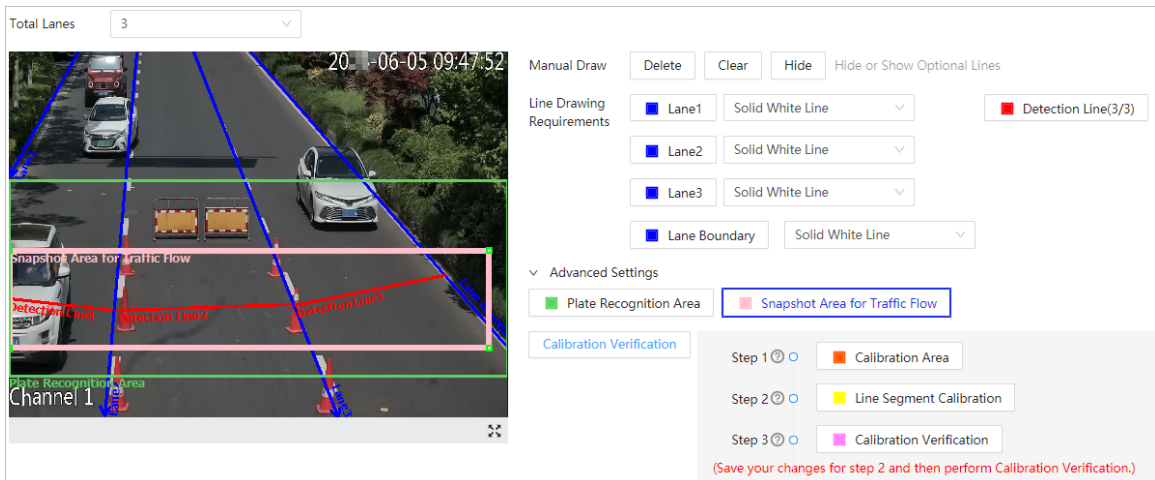 Total Lanes 3
20 -06-05 09:47:52
Lane1
Snapshot Area for Traffic Flow
Detection Line1
Detection Line2
Detection Line3
Lane
Plate Recognition Area
Channel 1
Lane2
Lane3
Manual Draw Delete Clear Hide Hide or Show Optional Lines
Line Drawing Requirements
Lane1 Solid White Line Detection Line(3/3)
Lane2 Solid White Line
Lane3 Solid White Line
Lane Boundary Solid White Line
Advanced Settings
Plate Recognition Area Snapshot Area for Traffic Flow
Calibration Verification
Step 1 Calibration Area
Step 2 Line Segment Calibration
Step 3 Calibration Verification
(Save your changes for step 2 and then perform Calibration Verification.)